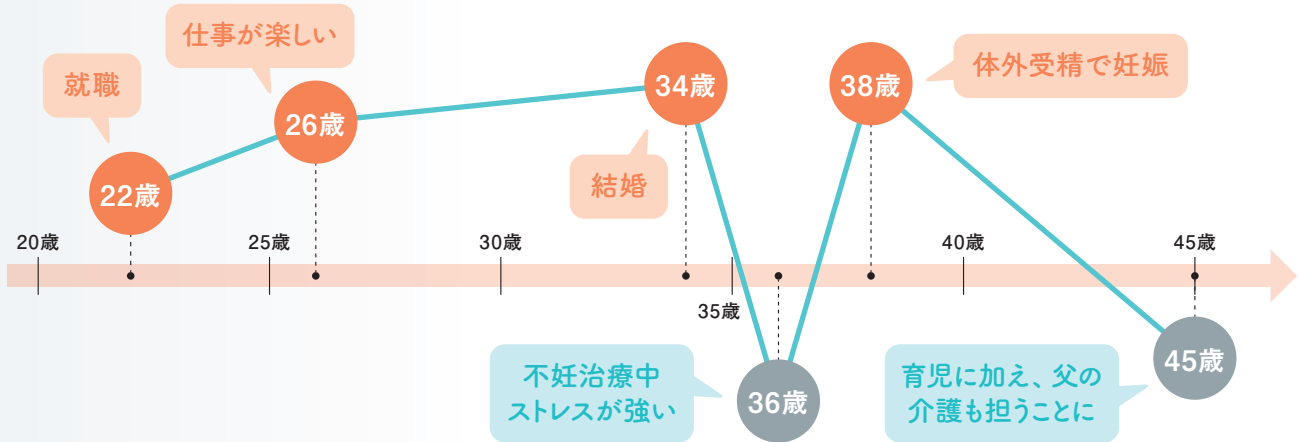 仕事が楽しい
就職
26歳
34歳
38歳
体外受精で妊娠
22歳
結婚
20歳
25歳
30歳
35歳
40歳
45歳
不妊治療中
ストレスが強い
36歳
育児に加え、父の
介護も担うことに
45歳